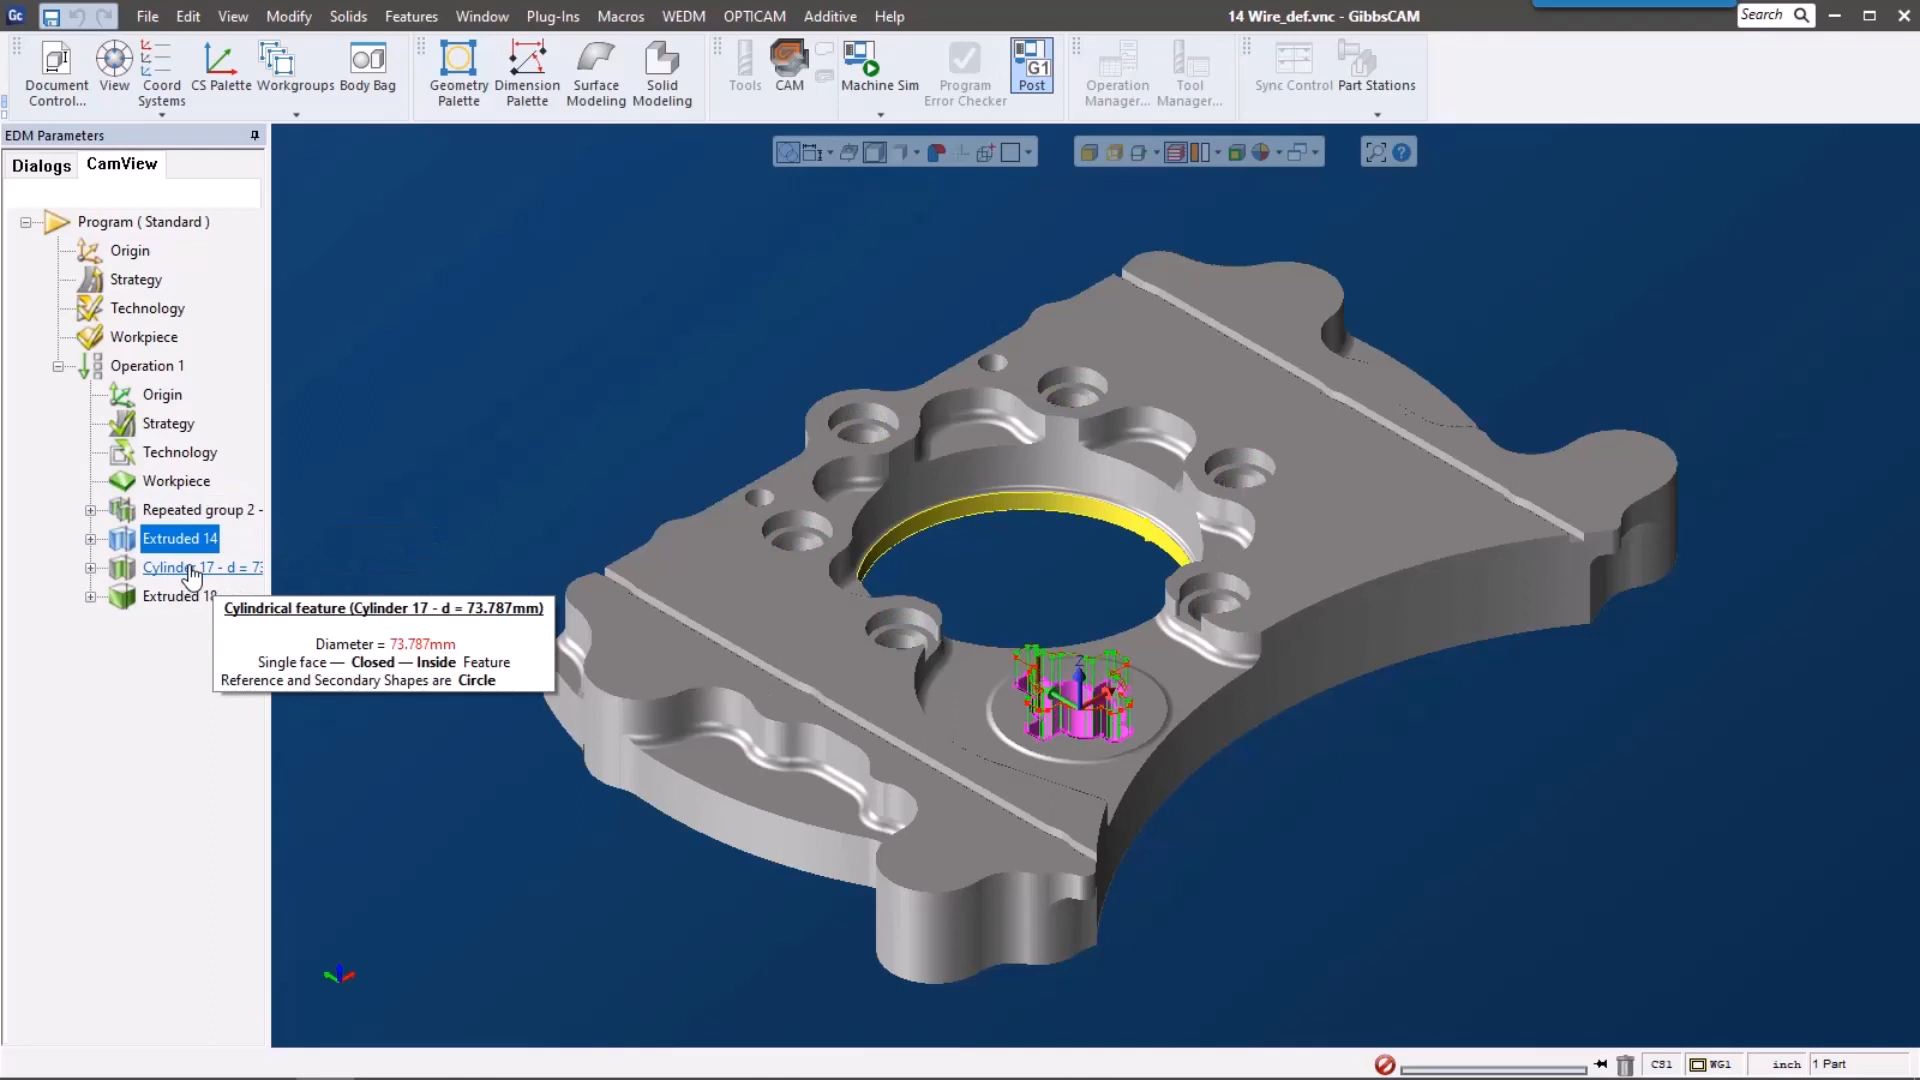 Gc
File Edit View Modify Solids Features Window Plug-Ins Macros WEDM OPTICAM Additive Help
14 Wire_def.vnc - GibbsCAM
Search
Document Control...
View
Coord Systems
CS Palette
Workgroups
Body Bag
Geometry Palette
Dimension Palette
Surface Modeling
Solid Modeling
Tools
CAM
Machine Sim
Program Error Checker
G1
Post
Operation Manager...
Tool Manager...
Sync Control
Part Stations
EDM Parameters
Dialogs CamView
Program ( Standard )
Origin
Strategy
Technology
Workpiece
Operation 1
Origin
Strategy
Technology
Workpiece
Repeated group 2 -
Extruded 14
Cylinder 17 - d = 73
Extruded 18
Cylindrical feature (Cylinder 17 - d = 73.787mm)
Diameter = 73.787mm
Single face — Closed — Inside Feature
Reference and Secondary Shapes are Circle
Z
CS1 WG1 inch 1 Part